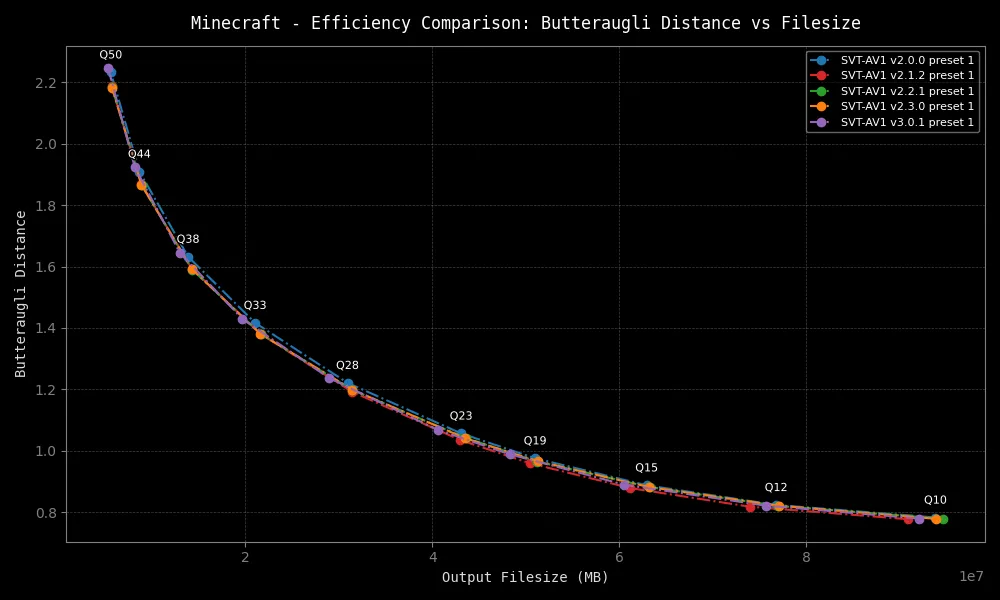 Minecraft - Efficiency Comparison: Butteraugli Distance vs Filesize
SVT-AV1 v2.0.0 preset 1
SVT-AV1 v2.1.2 preset 1
SVT-AV1 v2.2.1 preset 1
SVT-AV1 v2.3.0 preset 1
SVT-AV1 v3.0.1 preset 1
Q50
Q44
Q38
Q33
Q28
Q23
Q19
Q15
Q12
Q10
Butteraugli Distance
2.2
2.0
1.8
1.6
1.4
1.2
1.0
0.8
2
4
6
8
1e7
Output Filesize (MB)